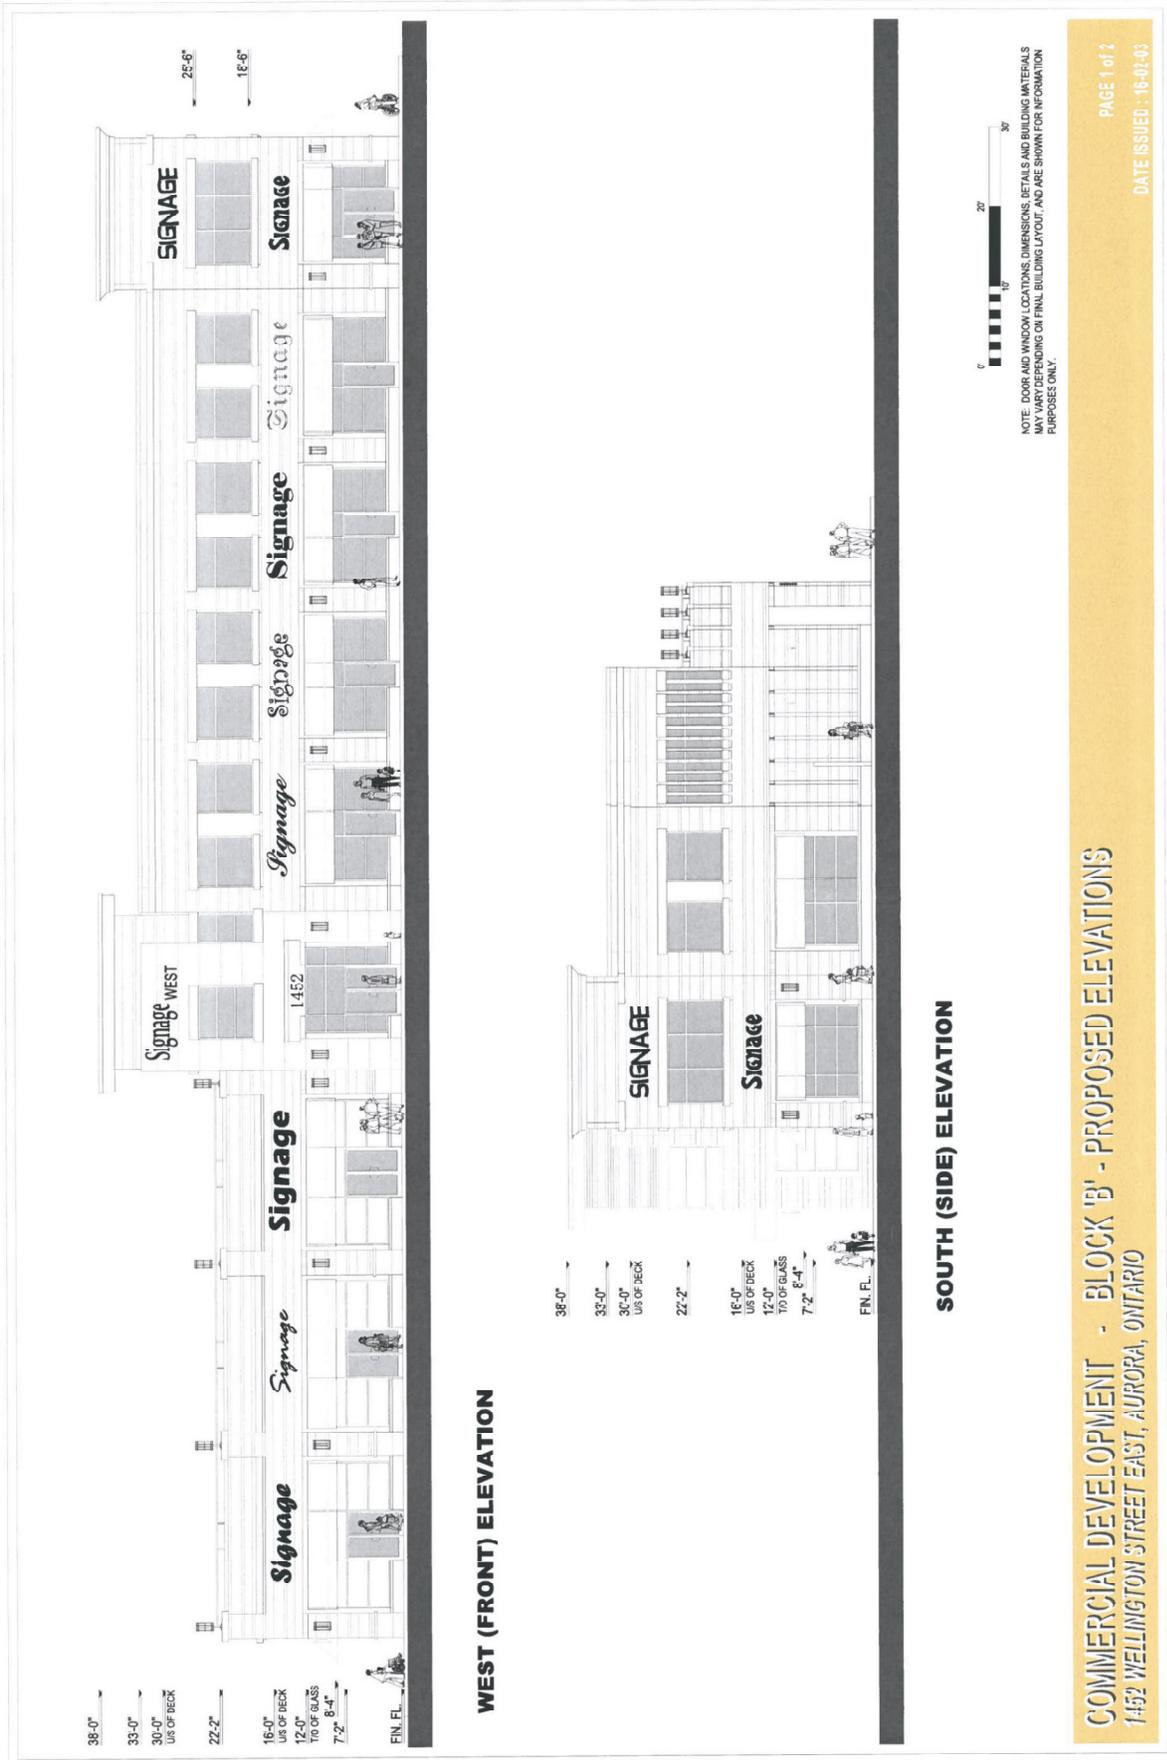 38'-0"
33'-0"
30'-0"
U/S OF DECK
22'-2"
16'-0"
U/S OF DECK
12'-0"
T/O OF GLASS
8'-4"
7'-2"
FIN. FL.
Signage
Signage
Signage
Signage WEST
1452
Signage
Signage
Signage
Signage
SIGNAGE
Signage
25'-6"
18'-6"
WEST (FRONT) ELEVATION
38'-0"
33'-0"
30'-0"
U/S OF DECK
22'-2"
16'-0"
U/S OF DECK
12'-0"
T/O OF GLASS
8'-4"
7'-2"
FIN. FL.
SIGNAGE
Signage
SOUTH (SIDE) ELEVATION
0' 10' 20' 30'
NOTE: DOOR AND WINDOW LOCATIONS, DIMENSIONS, DETAILS AND BUILDING MATERIALS
MAY VARY DEPENDING ON FINAL BUILDING LAYOUT, AND ARE SHOWN FOR INFORMATION
PURPOSES ONLY.
COMMERCIAL DEVELOPMENT - BLOCK 'B' - PROPOSED ELEVATIONS
1452 WELLINGTON STREET EAST, AURORA, ONTARIO
PAGE 1 of 2
DATE ISSUED : 16-02-03